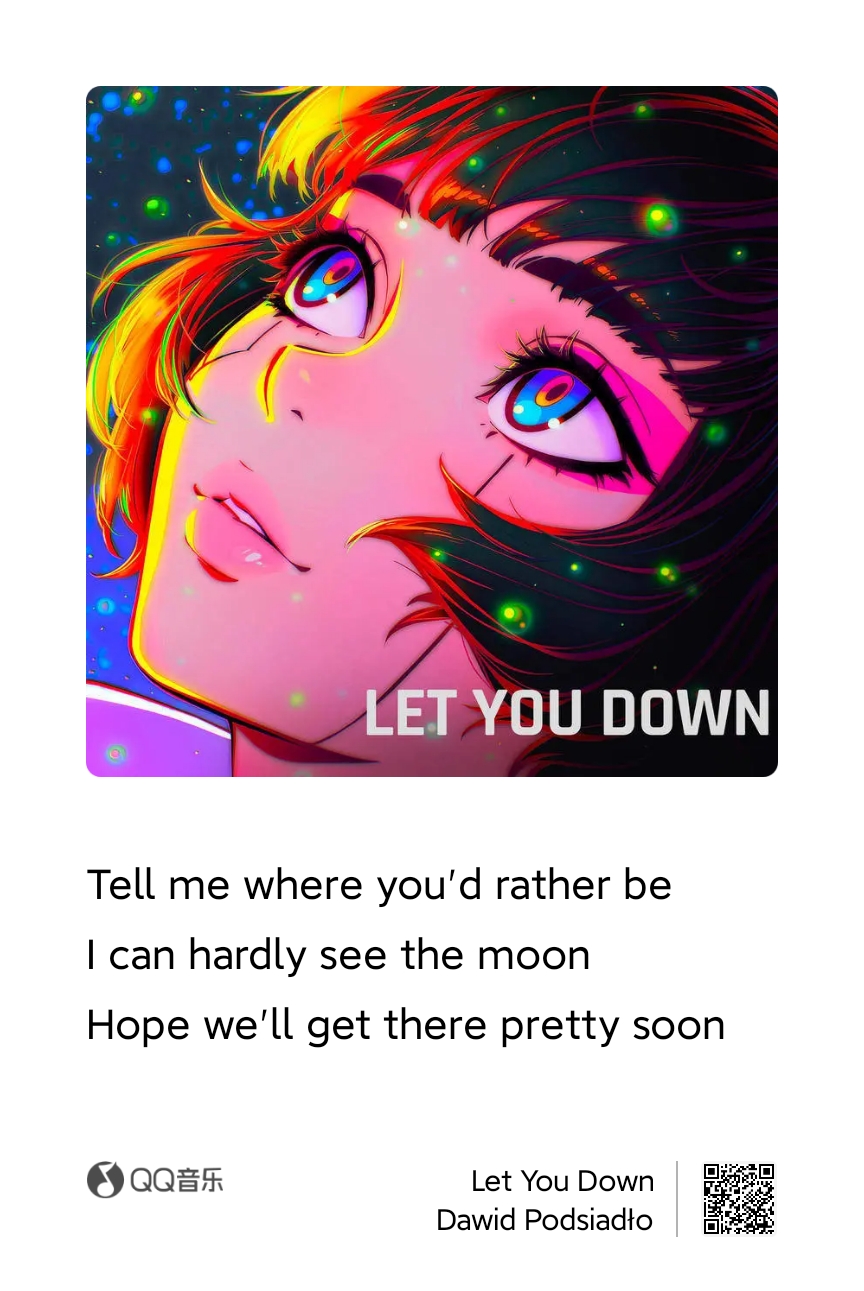 LET YOU DOWN
Tell me where you'd rather be
I can hardly see the moon
Hope we'll get there pretty soon
QQ音乐
Let You Down
Dawid Podsiadło